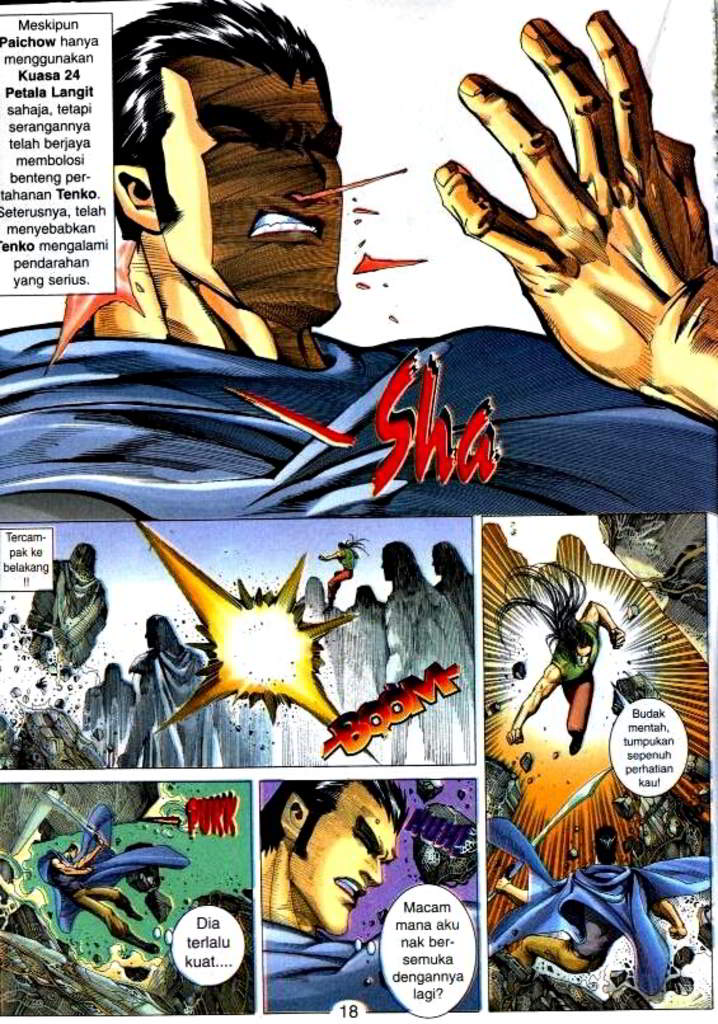 Meskipun
Paichow hanya
menggunakan
Kuasa 24
Petala Langit
sahaja, tetapi
serangannya
telah berjaya
membolosi
benteng per-
tahanan Tenko.
Seterusnya, telah
menyebabkan
Tenko mengalami
pendarahan
yang serius.
Sha
Tercam-
pak ke
belakang
!!
BOOM
Budak
mentah,
tumpukan
sepenuh
perhatian
kau!
PURK
Dia
terlalu
kuat....
Macam
mana aku
nak ber-
semuka
dengannya
lagi?
18